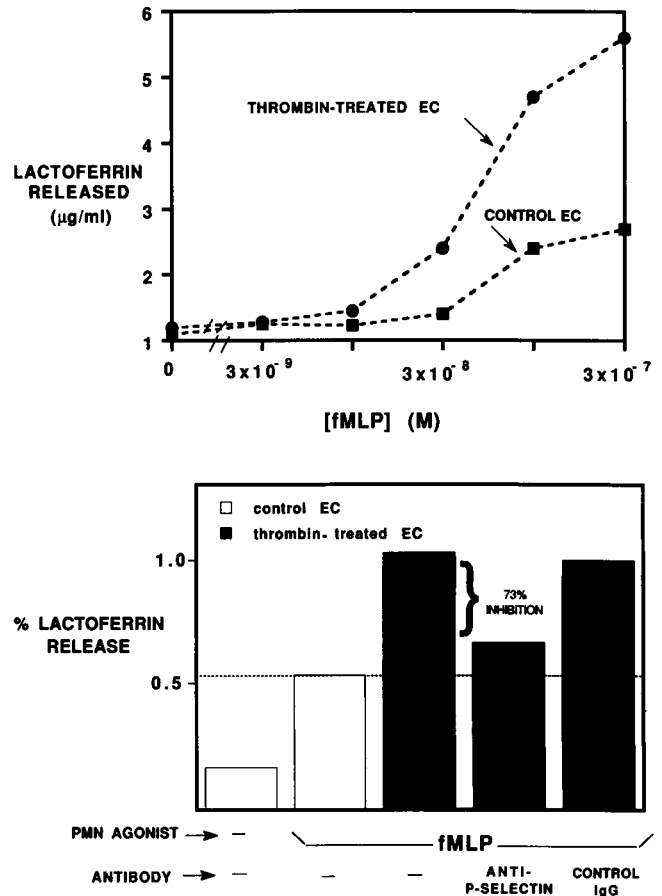 6
5
4
3
2
1
THROMBIN-TREATED EC
LACTOFERRIN
RELEASED
(µg/ml)
CONTROL EC
0
3x10⁻⁹
3x10⁻⁸
3x10⁻⁷
[fMLP] (M)
□ control EC
■ thrombin-treated EC
1.0
73%
INHIBITION
% LACTOFERRIN
RELEASE
0.5
PMN AGONIST → – fMLP
ANTIBODY → – – – ANTI-P-SELECTIN CONTROL IgG